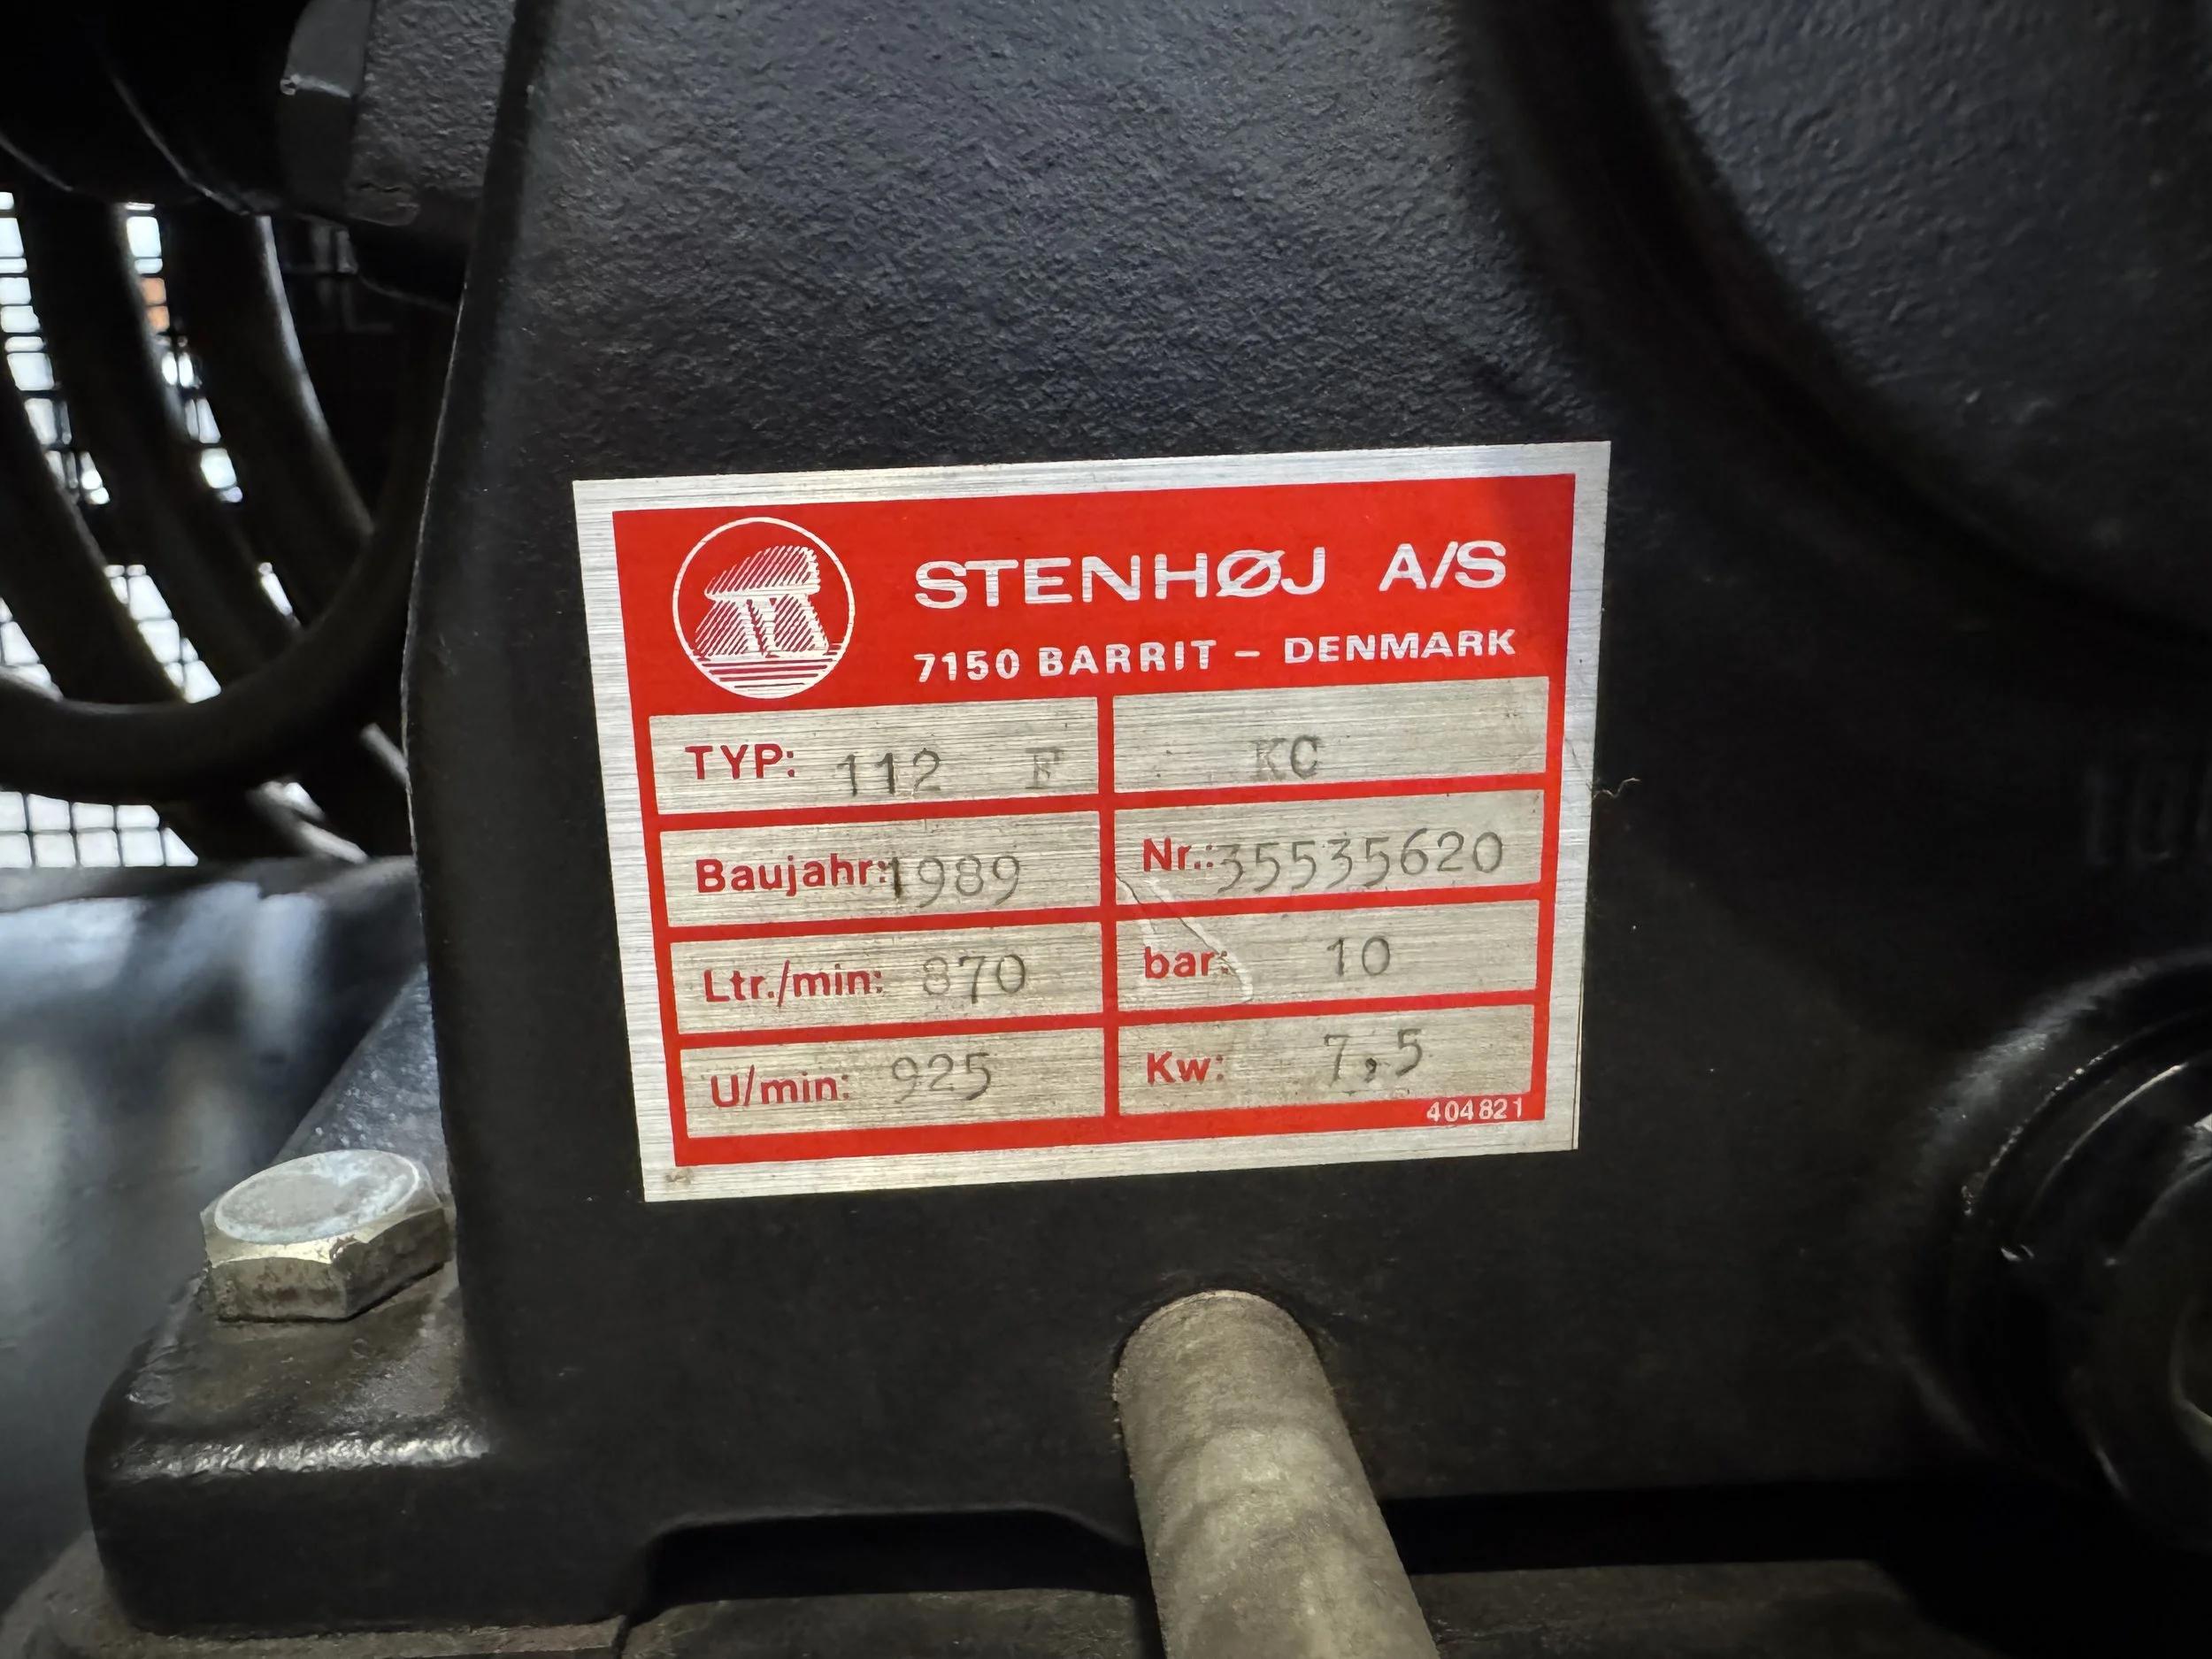 STENHØJ A/S
7150 BARRIT – DENMARK
TYP: 112 F KC
Baujahr: 1989 Nr.: 35535620
Ltr./min: 870 bar: 10
U/min: 925 Kw: 7,5
404821